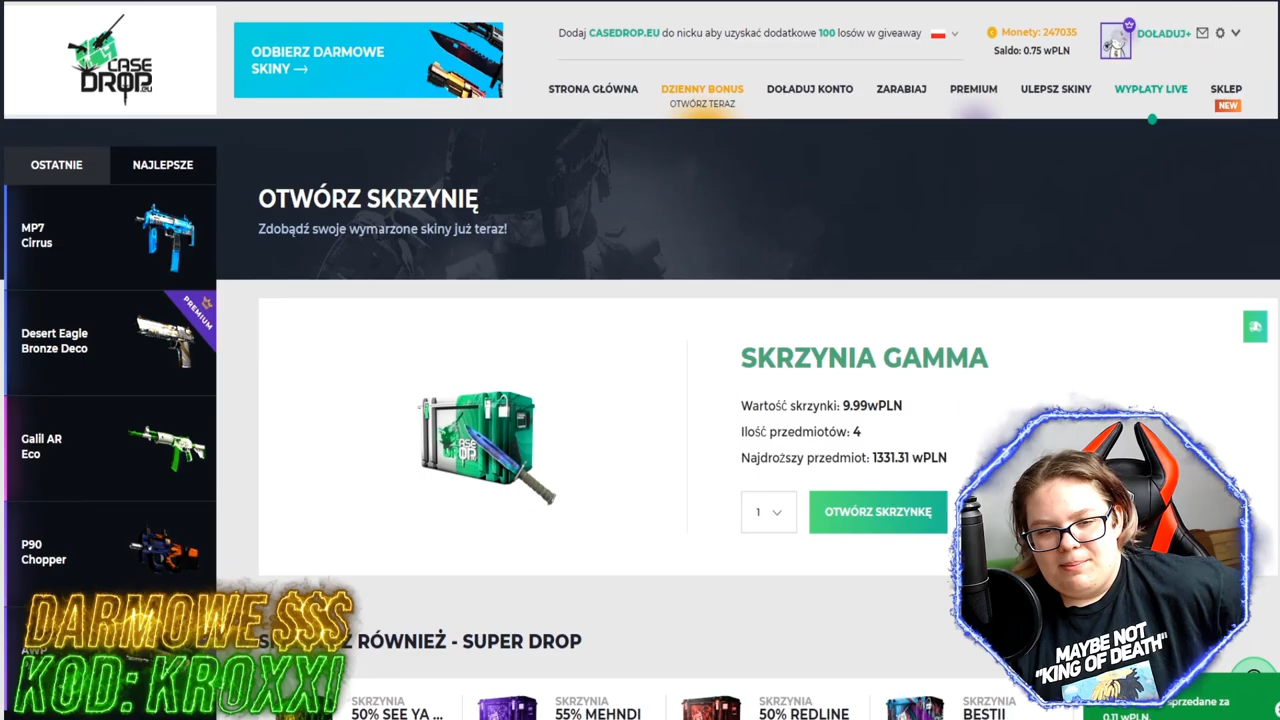 CASE
DROP.eu
ODBIERZ DARMOWE
SKINY →
Dodaj CASEDROP.EU do nicku aby uzyskać dodatkowe 100 losów w giveaway
Monety: 247035
Saldo: 0.75 wPLN
DOŁADUJ+
STRONA GŁÓWNA
DZIENNY BONUS
OTWÓRZ TERAZ
DOŁADUJ KONTO
ZARABIAJ
PREMIUM
ULEPSZ SKINY
WYPŁATY LIVE
SKLEP
NEW
OSTATNIE
NAJLEPSZE
MP7
Cirrus
PREMIUM
Desert Eagle
Bronze Deco
Galil AR
Eco
P90
Chopper
AWP
OTWÓRZ SKRZYNIĘ
Zdobądź swoje wymarzone skiny już teraz!
CASE
DROP
SKRZYNIA GAMMA
Wartość skrzynki: 9.99wPLN
Ilość przedmiotów: 4
Najdroższy przedmiot: 1331.31 wPLN
1
OTWÓRZ SKRZYNKĘ
RÓWNIEŻ - SUPER DROP
SKRZYNIA
50% SEE YA ...
SKRZYNIA
55% MEHNDI
SKRZYNIA
50% REDLINE
SKRZYNIA
BESTII
sprzedane za
0.11 wPLN
DARMOWE $$$
KOD: KROXXI
MAYBE NOT
"KING OF DEATH"